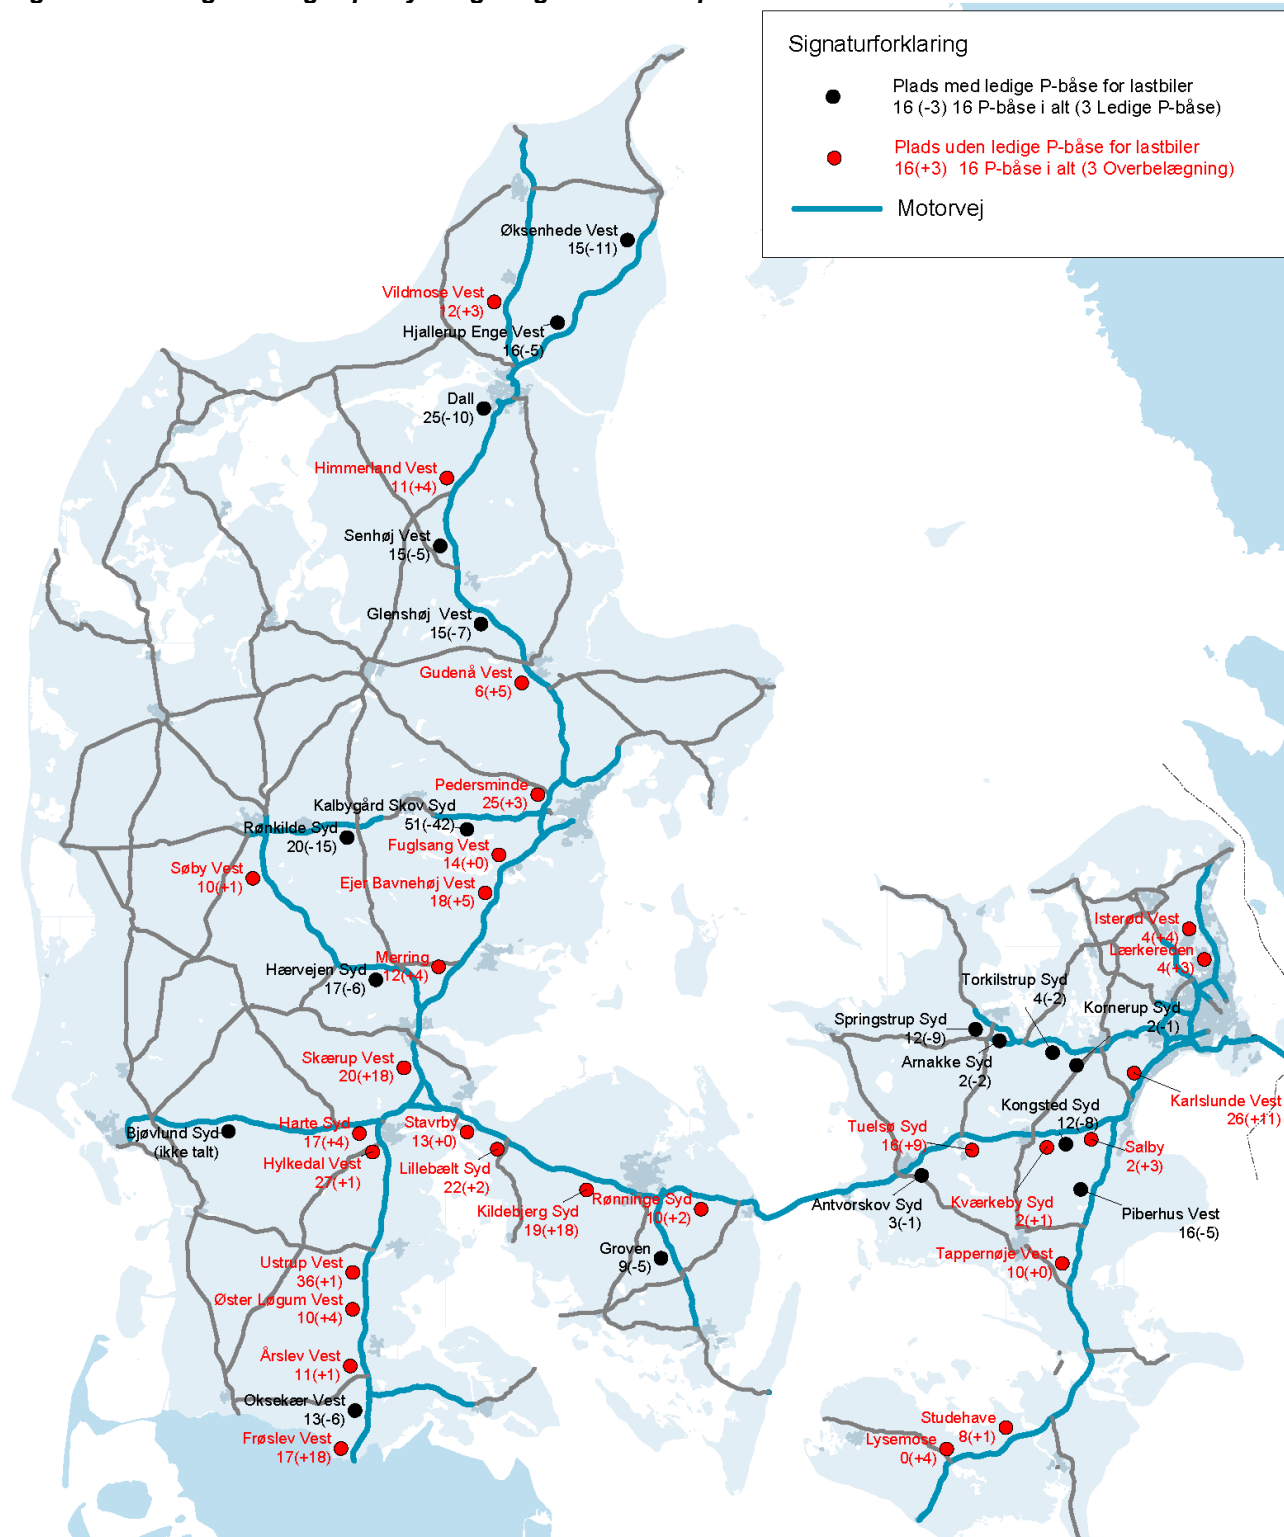 Signaturforklaring
Plads med ledige P-båse for lastbiler
16 (-3) 16 P-båse i alt (3 Ledige P-båse)
Plads uden ledige P-båse for lastbiler
16(+3) 16 P-båse i alt (3 Overbelægning)
Motorvej
Øksenhede Vest
15(-11)
Vildmose Vest
12(+3)
Hjallerup Enge Vest
16(-5)
Dall
25(-10)
Himmerland Vest
11(+4)
Senhøj Vest
15(-5)
Glenshøj Vest
15(-7)
Gudenå Vest
6(+5)
Pedersminde
25(+3)
Kalbygård Skov Syd
51(-42)
Rønkilde Syd
20(-15)
Fuglsang Vest
14(+0)
Søby Vest
10(+1)
Ejer Bavnehøj Vest
18(+5)
Merring
12(+4)
Hærvejen Syd
17(-6)
Skærup Vest
20(+18)
Bjøvlund Syd
(ikke talt)
Harte Syd
17(+4)
Hylkedal Vest
27(+1)
Stavrby
13(+0)
Lillebælt Syd
22(+2)
Kildebjerg Syd
19(+18)
Rønninge Syd
10(+2)
Groven
9(-5)
Ustrup Vest
36(+1)
Øster Løgum Vest
10(+4)
Årslev Vest
11(+1)
Oksekær Vest
13(-6)
Frøslev Vest
17(+18)
Isterød Vest
4(+4)
Lærkereden
4(+3)
Torkilstrup Syd
4(-2)
Kornerup Syd
2(-1)
Springstrup Syd
12(-9)
Arnakke Syd
2(-2)
Karlslunde Vest
26(+11)
Kongsted Syd
12(-8)
Tuelsø Syd
16(+9)
Salby
2(+3)
Antvorskov Syd
3(-1)
Kværkeby Syd
2(+1)
Piberhus Vest
16(-5)
Tappernøje Vest
10(+0)
Studehave
8(+1)
Lysemose
0(+4)